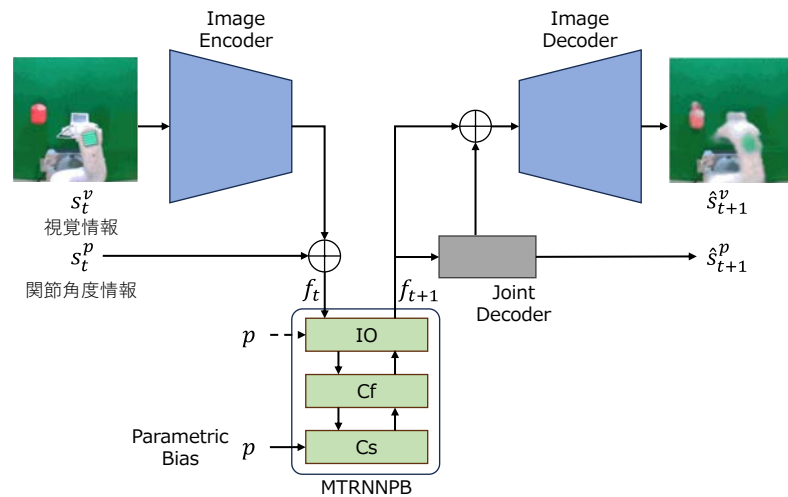 Image
Encoder
Image
Decoder
s_t^v
視覚情報
s_t^p
関節角度情報
f_t
f_{t+1}
ŝ_{t+1}^v
ŝ_{t+1}^p
Joint
Decoder
p
IO
Cf
Parametric
Bias
p
Cs
MTRNNPB